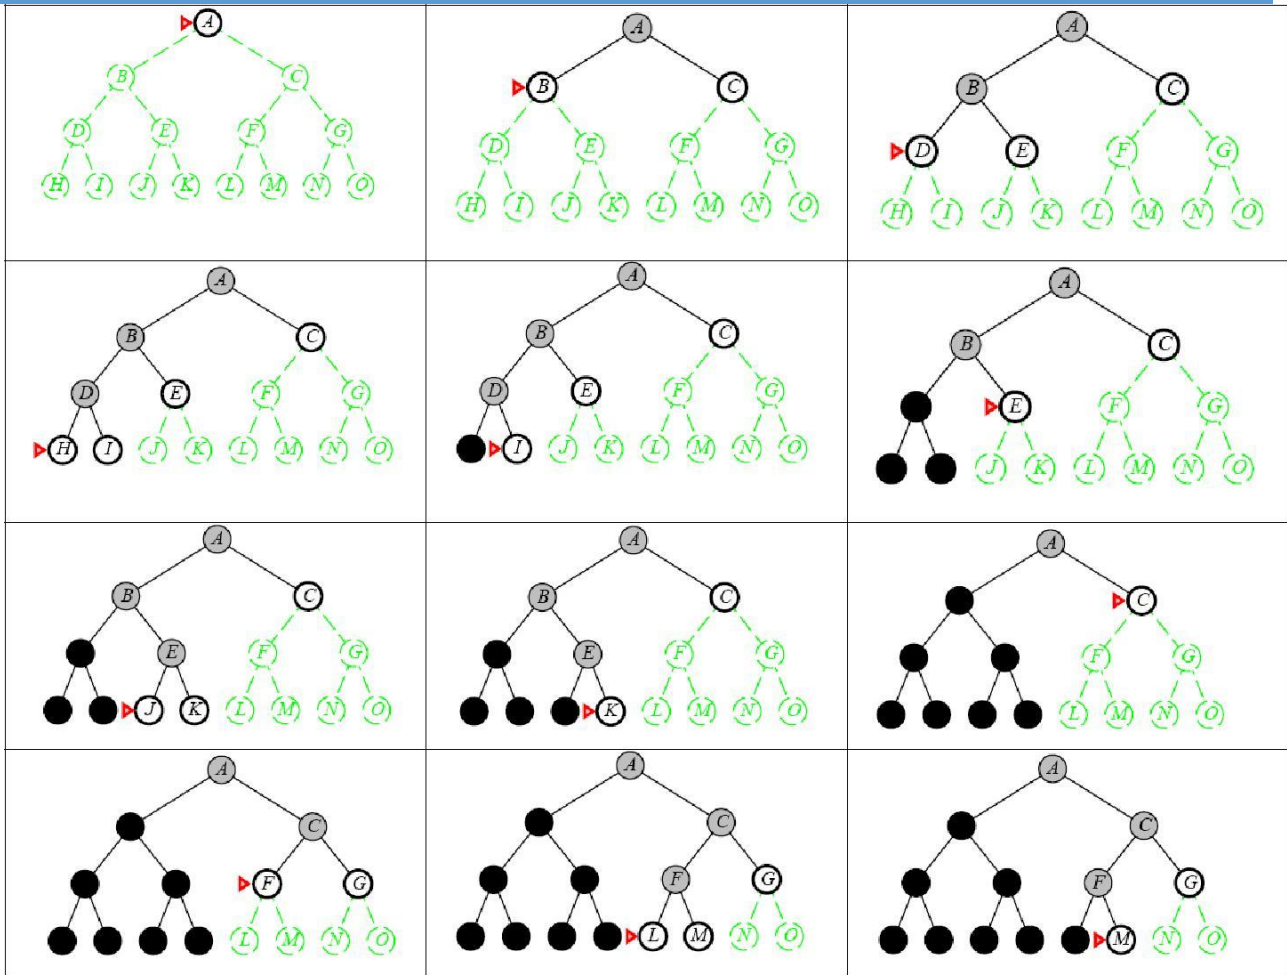 A
B C
D E F G
H I J K L M N O
A
B C
D E F G
H I J K L M N O
A
B C
D E F G
H I J K L M N O
A
B C
D E F G
H I J K L M N O
A
B C
D E F G
I J K L M N O
A
B C
E F G
J K L M N O
A
B C
E F G
J K L M N O
A
B C
E F G
K L M N O
A
C
F G
L M N O
A
C
F G
L M N O
A
C
F G
L M N O
A
C
F G
M N O